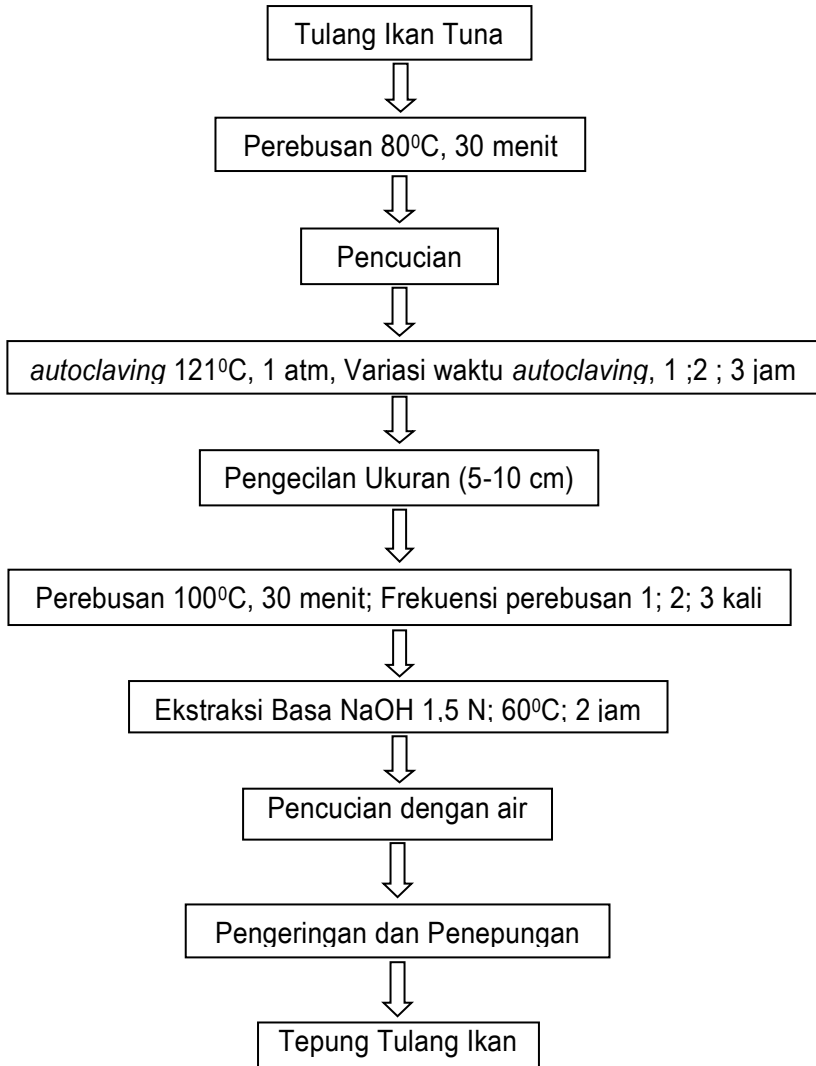 Tulang Ikan Tuna
Perebusan 80⁰C, 30 menit
Pencucian
autoclaving 121⁰C, 1 atm, Variasi waktu autoclaving, 1 ;2 ; 3 jam
Pengecilan Ukuran (5-10 cm)
Perebusan 100⁰C, 30 menit; Frekuensi perebusan 1; 2; 3 kali
Ekstraksi Basa NaOH 1,5 N; 60⁰C; 2 jam
Pencucian dengan air
Pengeringan dan Penepungan
Tepung Tulang Ikan